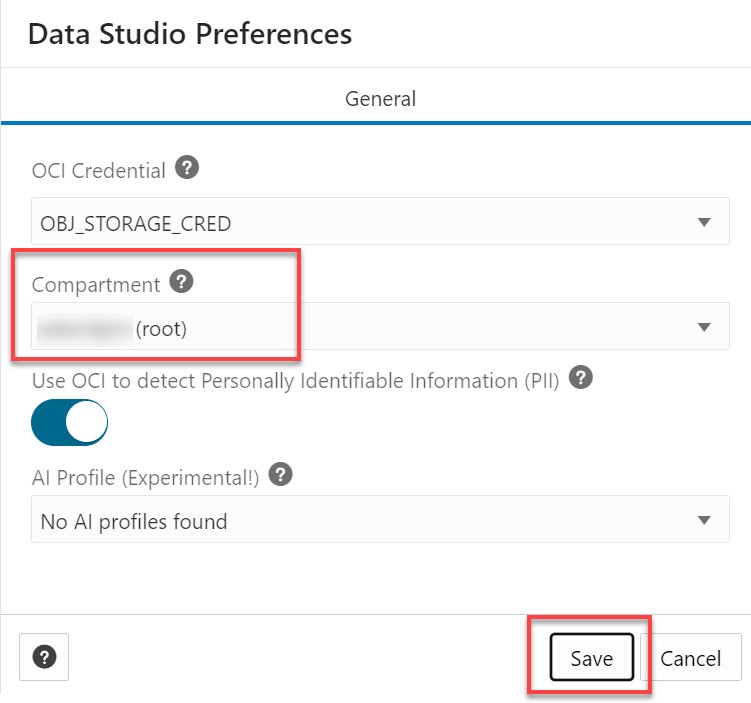 Data Studio Preferences
General
OCI Credential ?
OBJ_STORAGE_CRED
Compartment ?
(root)
Use OCI to detect Personally Identifiable Information (PII) ?
AI Profile (Experimental!) ?
No AI profiles found
? Save Cancel